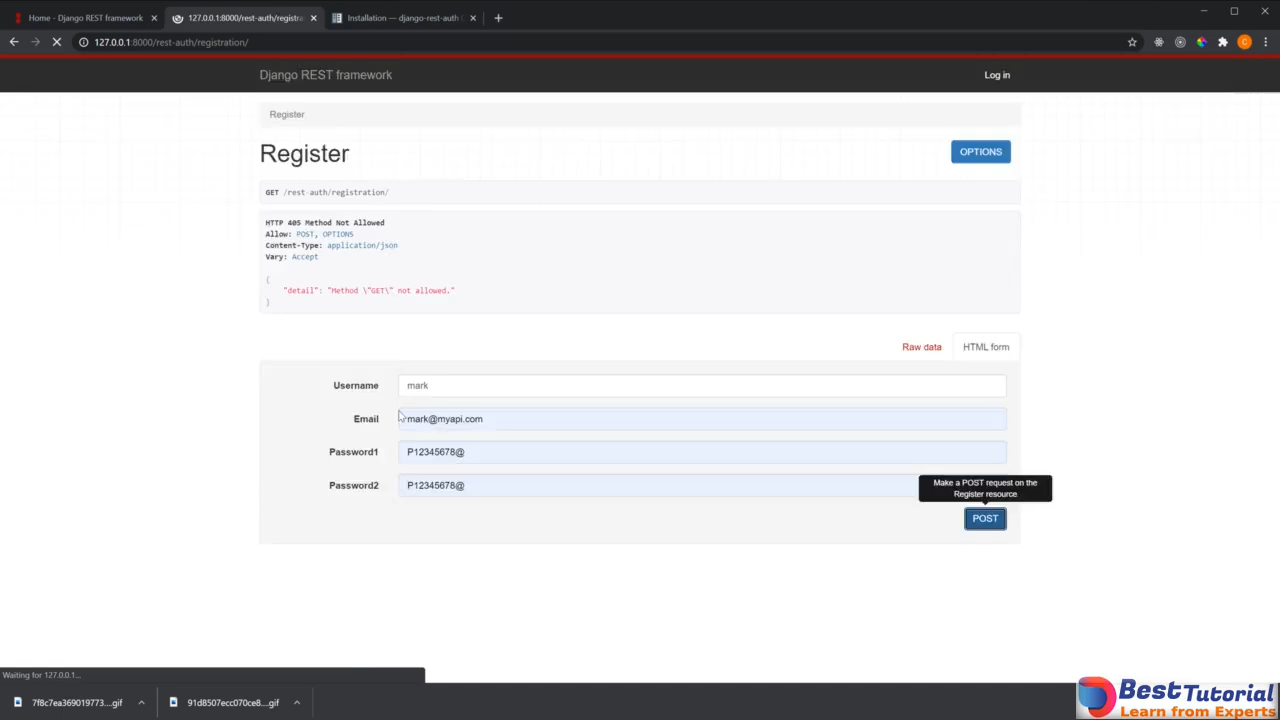 Home - Django REST framework
127.0.0.1:8000/rest-auth/registra
Installation — django-rest-auth
127.0.0.1:8000/rest-auth/registration/
Django REST framework
Log in
Register
Register
OPTIONS
GET /rest-auth/registration/
HTTP 405 Method Not Allowed
Allow: POST, OPTIONS
Content-Type: application/json
Vary: Accept
{
"detail": "Method \"GET\" not allowed."
}
Raw data
HTML form
Username
mark
Email
mark@myapi.com
Password1
P12345678@
Password2
P12345678@
Make a POST request on the
Register resource
POST
Waiting for 127.0.0.1...
7f8c7ea369019773....gif
91d8507ecc070ce8....gif
C
BestTutorial
Learn from Experts